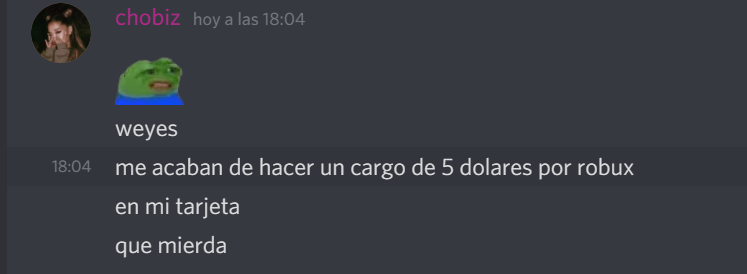 chobiz hoy a las 18:04
weyes
18:04 me acaban de hacer un cargo de 5 dolares por robux
en mi tarjeta
que mierda